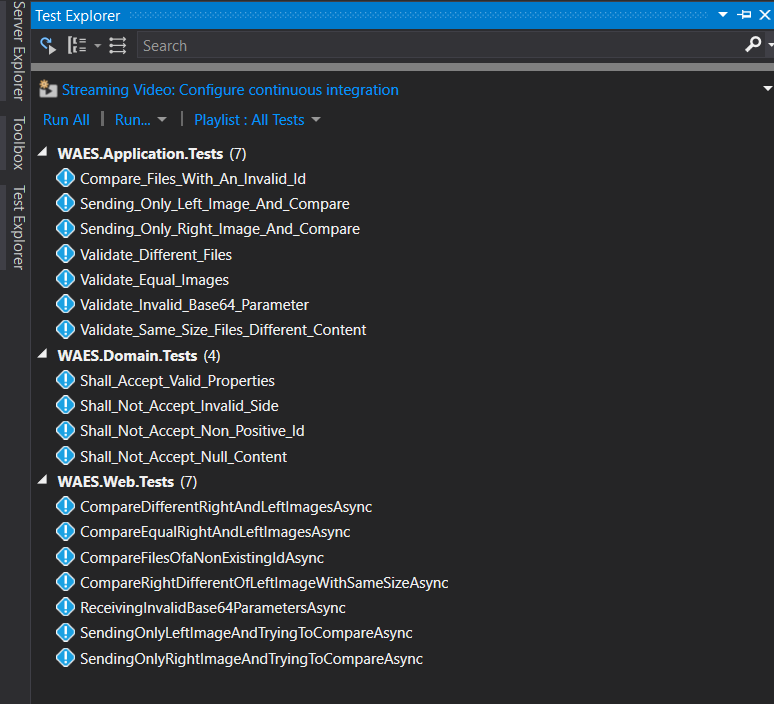 Server Explorer
Toolbox
Test Explorer
Test Explorer
Search
Streaming Video: Configure continuous integration
Run All | Run... | Playlist : All Tests
WAES.Application.Tests (7)
Compare_Files_With_An_Invalid_Id
Sending_Only_Left_Image_And_Compare
Sending_Only_Right_Image_And_Compare
Validate_Different_Files
Validate_Equal_Images
Validate_Invalid_Base64_Parameter
Validate_Same_Size_Files_Different_Content
WAES.Domain.Tests (4)
Shall_Accept_Valid_Properties
Shall_Not_Accept_Invalid_Side
Shall_Not_Accept_Non_Positive_Id
Shall_Not_Accept_Null_Content
WAES.Web.Tests (7)
CompareDifferentRightAndLeftImagesAsync
CompareEqualRightAndLeftImagesAsync
CompareFilesOfaNonExistingIdAsync
CompareRightDifferentOfLeftImageWithSameSizeAsync
ReceivingInvalidBase64ParametersAsync
SendingOnlyLeftImageAndTryingToCompareAsync
SendingOnlyRightImageAndTryingToCompareAsync